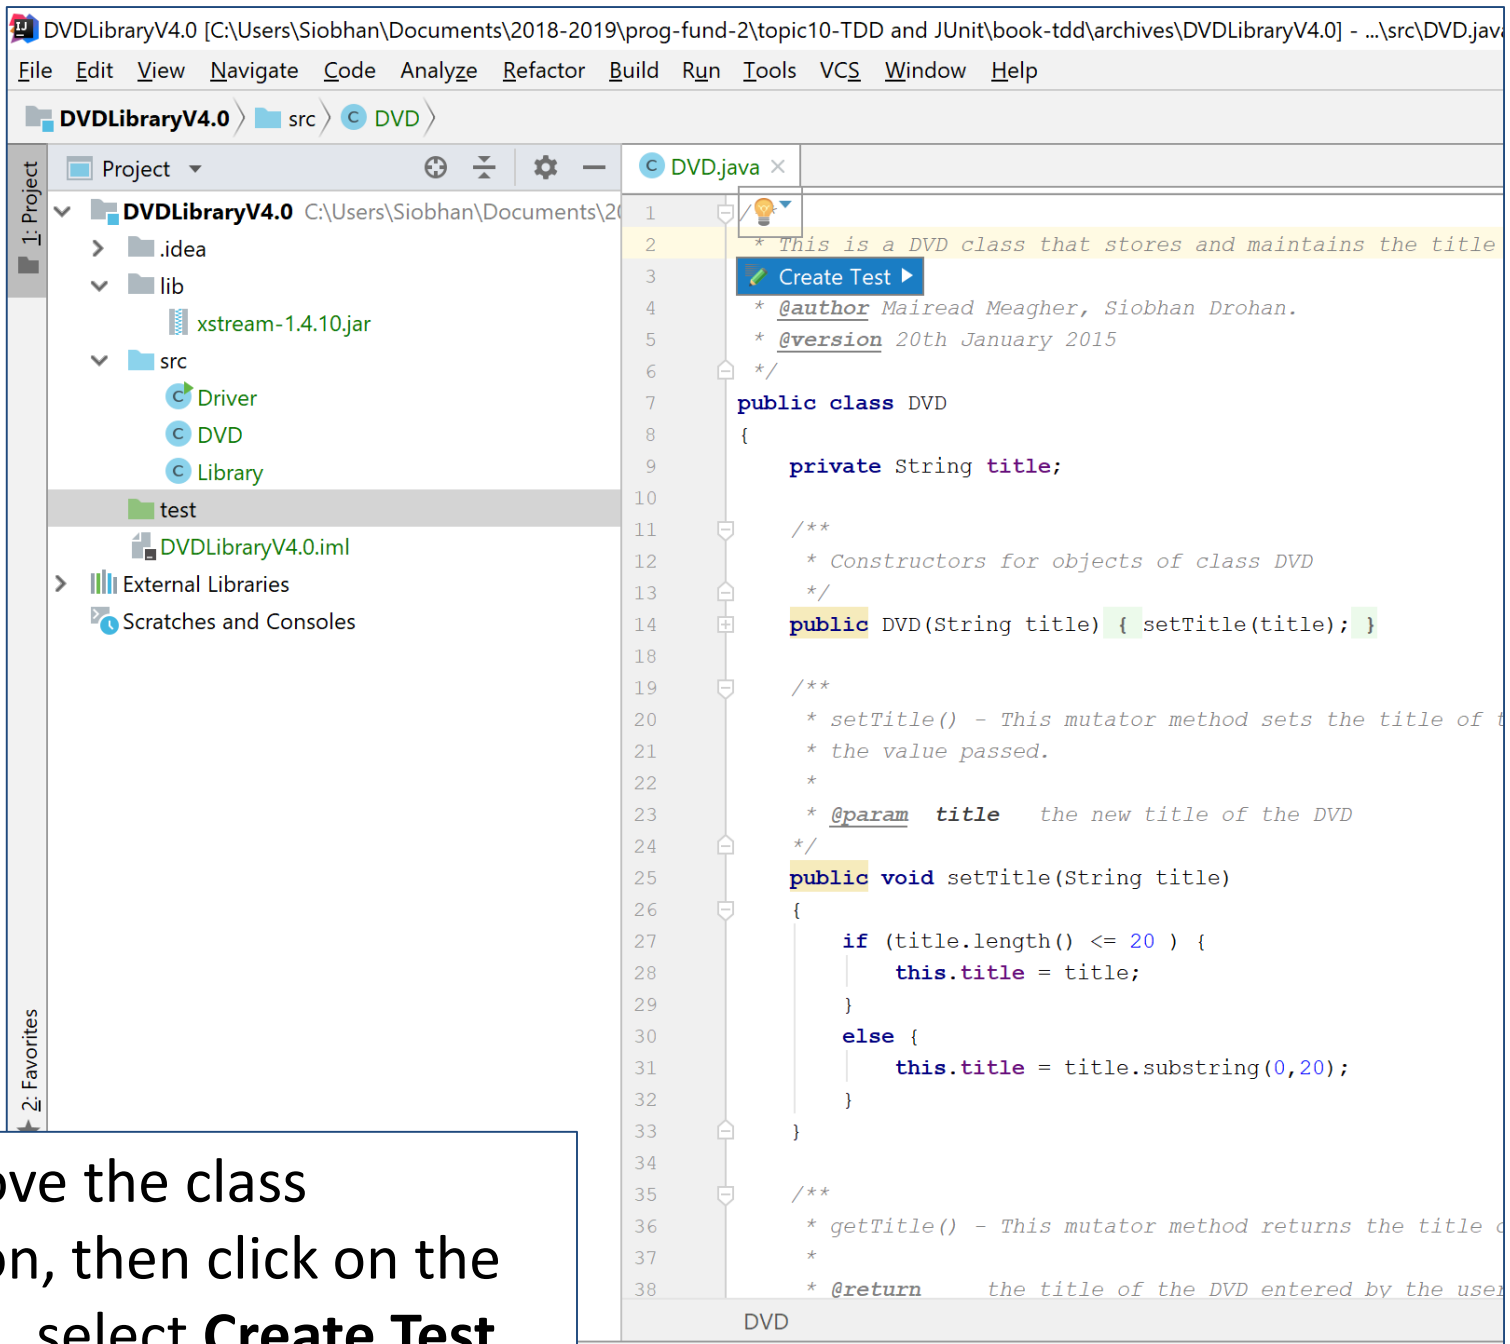 DVDLibraryV4.0 [C:\Users\Siobhan\Documents\2018-2019\prog-fund-2\topic10-TDD and JUnit\book-tdd\archives\DVDLibraryV4.0] - ...\src\DVD.java
File Edit View Navigate Code Analyze Refactor Build Run Tools VCS Window Help
DVDLibraryV4.0 src C DVD
1: Project
Project
DVDLibraryV4.0 C:\Users\Siobhan\Documents\20
.idea
lib
xstream-1.4.10.jar
src
C Driver
C DVD
C Library
test
DVDLibraryV4.0.iml
External Libraries
Scratches and Consoles
2: Favorites
C DVD.java
1 /**
2 * This is a DVD class that stores and maintains the title
3 Create Test
4 * @author Mairead Meagher, Siobhan Drohan.
5 * @version 20th January 2015
6 */
7 public class DVD
8 {
9 private String title;
10
11 /**
12 * Constructors for objects of class DVD
13 */
14 public DVD(String title) { setTitle(title); }
18
19 /**
20 * setTitle() - This mutator method sets the title of t
21 * the value passed.
22 *
23 * @param title the new title of the DVD
24 */
25 public void setTitle(String title)
26 {
27 if (title.length() <= 20 ) {
28 this.title = title;
29 }
30 else {
31 this.title = title.substring(0,20);
32 }
33 }
34
35 /**
36 * getTitle() - This mutator method returns the title o
37 *
38 * @return the title of the DVD entered by the user
DVD
ove the class
on, then click on the
select Create Test